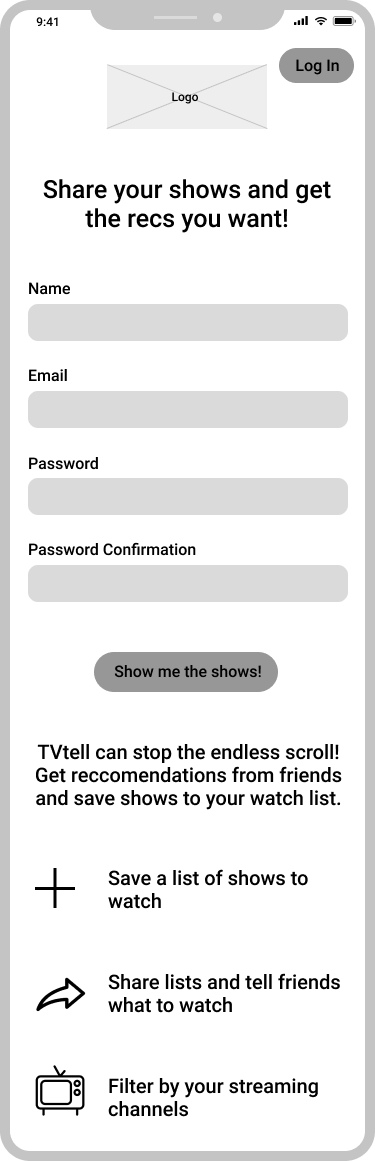 9:41
Log In
Logo
Share your shows and get
the recs you want!
Name
Email
Password
Password Confirmation
Show me the shows!
TVtell can stop the endless scroll!
Get reccomendations from friends
and save shows to your watch list.
Save a list of shows to
watch
Share lists and tell friends
what to watch
Filter by your streaming
channels